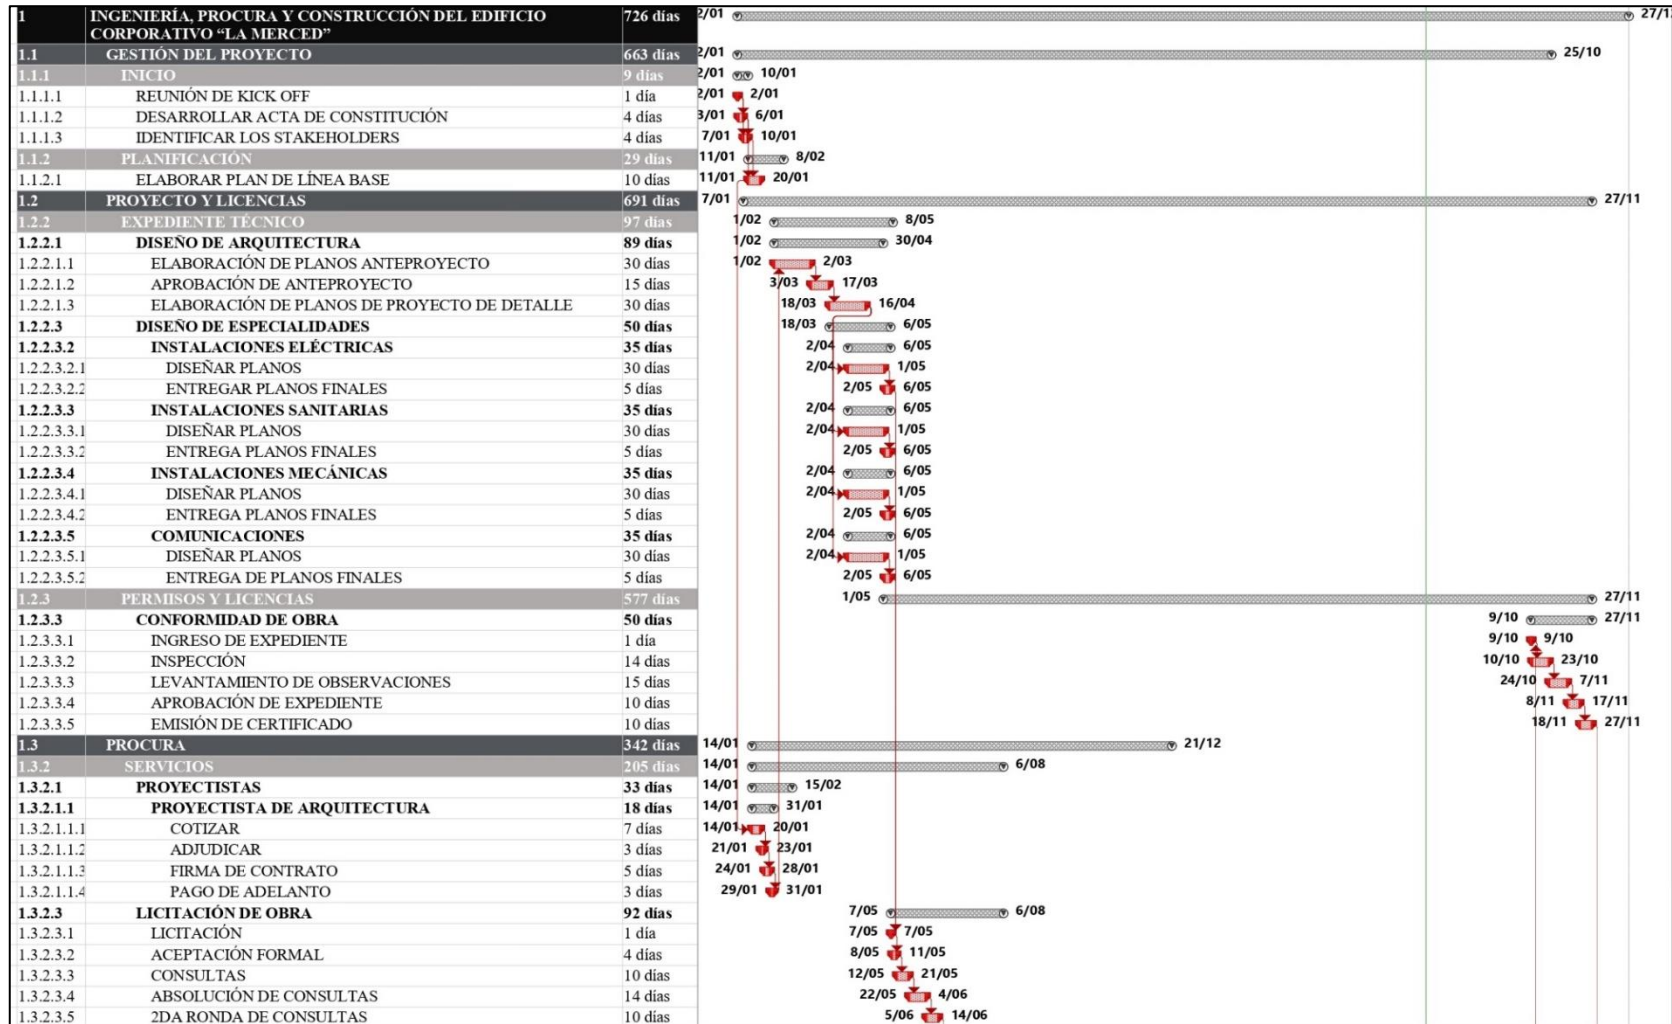 1 INGENIERÍA, PROCURA Y CONSTRUCCIÓN DEL EDIFICIO 726 días 2/01 27/1
CORPORATIVO “LA MERCED”
1.1 GESTIÓN DEL PROYECTO 663 días 2/01 25/10
1.1.1 INICIO 9 días 2/01 10/01
1.1.1.1 REUNIÓN DE KICK OFF 1 día 2/01 2/01
1.1.1.2 DESARROLLAR ACTA DE CONSTITUCIÓN 4 días 3/01 6/01
1.1.1.3 IDENTIFICAR LOS STAKEHOLDERS 4 días 7/01 10/01
1.1.2 PLANIFICACIÓN 29 días 11/01 8/02
1.1.2.1 ELABORAR PLAN DE LÍNEA BASE 10 días 11/01 20/01
1.2 PROYECTO Y LICENCIAS 691 días 7/01 27/11
1.2.2 EXPEDIENTE TÉCNICO 97 días 1/02 8/05
1.2.2.1 DISEÑO DE ARQUITECTURA 89 días 1/02 30/04
1.2.2.1.1 ELABORACIÓN DE PLANOS ANTEPROYECTO 30 días 1/02 2/03
1.2.2.1.2 APROBACIÓN DE ANTEPROYECTO 15 días 3/03 17/03
1.2.2.1.3 ELABORACIÓN DE PLANOS DE PROYECTO DE DETALLE 30 días 18/03 16/04
1.2.2.3 DISEÑO DE ESPECIALIDADES 50 días 18/03 6/05
1.2.2.3.2 INSTALACIONES ELÉCTRICAS 35 días 2/04 6/05
1.2.2.3.2.1 DISEÑAR PLANOS 30 días 2/04 1/05
1.2.2.3.2.2 ENTREGAR PLANOS FINALES 5 días 2/05 6/05
1.2.2.3.3 INSTALACIONES SANITARIAS 35 días 2/04 6/05
1.2.2.3.3.1 DISEÑAR PLANOS 30 días 2/04 1/05
1.2.2.3.3.2 ENTREGA PLANOS FINALES 5 días 2/05 6/05
1.2.2.3.4 INSTALACIONES MECÁNICAS 35 días 2/04 6/05
1.2.2.3.4.1 DISEÑAR PLANOS 30 días 2/04 1/05
1.2.2.3.4.2 ENTREGA PLANOS FINALES 5 días 2/05 6/05
1.2.2.3.5 COMUNICACIONES 35 días 2/04 6/05
1.2.2.3.5.1 DISEÑAR PLANOS 30 días 2/04 1/05
1.2.2.3.5.2 ENTREGA DE PLANOS FINALES 5 días 2/05 6/05
1.2.3 PERMISOS Y LICENCIAS 577 días 1/05 27/11
1.2.3.3 CONFORMIDAD DE OBRA 50 días 9/10 27/11
1.2.3.3.1 INGRESO DE EXPEDIENTE 1 día 9/10 9/10
1.2.3.3.2 INSPECCIÓN 14 días 10/10 23/10
1.2.3.3.3 LEVANTAMIENTO DE OBSERVACIONES 15 días 24/10 7/11
1.2.3.3.4 APROBACIÓN DE EXPEDIENTE 10 días 8/11 17/11
1.2.3.3.5 EMISIÓN DE CERTIFICADO 10 días 18/11 27/11
1.3 PROCURA 342 días 14/01 21/12
1.3.2 SERVICIOS 205 días 14/01 6/08
1.3.2.1 PROYECTISTAS 33 días 14/01 15/02
1.3.2.1.1 PROYECTISTA DE ARQUITECTURA 18 días 14/01 31/01
1.3.2.1.1.1 COTIZAR 7 días 14/01 20/01
1.3.2.1.1.2 ADJUDICAR 3 días 21/01 23/01
1.3.2.1.1.3 FIRMA DE CONTRATO 5 días 24/01 28/01
1.3.2.1.1.4 PAGO DE ADELANTO 3 días 29/01 31/01
1.3.2.3 LICITACIÓN DE OBRA 92 días 7/05 6/08
1.3.2.3.1 LICITACIÓN 1 día 7/05 7/05
1.3.2.3.2 ACEPTACIÓN FORMAL 4 días 8/05 11/05
1.3.2.3.3 CONSULTAS 10 días 12/05 21/05
1.3.2.3.4 ABSOLUCIÓN DE CONSULTAS 14 días 22/05 4/06
1.3.2.3.5 2DA RONDA DE CONSULTAS 10 días 5/06 14/06